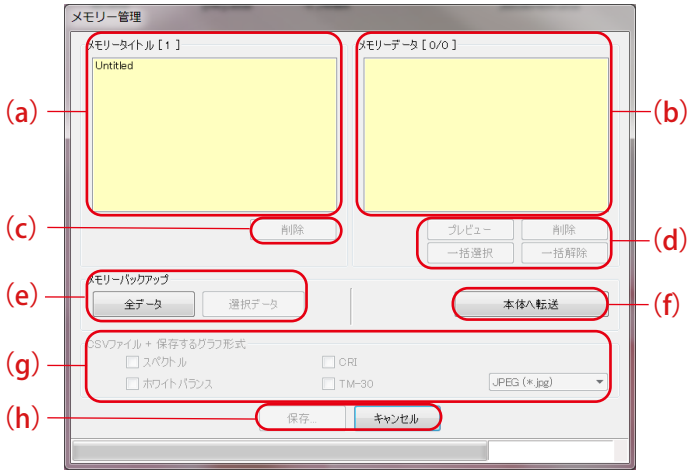 メモリー管理
メモリータイトル [ 1 ]
メモリーデータ [ 0/0 ]
Untitled
(a)
(b)
(c)
削除
プレビュー
削除
一括選択
一括解除
(d)
メモリーバックアップ
(e)
全データ
選択データ
本体へ転送
(f)
CSVファイル + 保存するグラフ形式
(g)
スペクトル
CRI
ホワイトバランス
TM-30
JPEG (*.jpg)
(h)
保存...
キャンセル